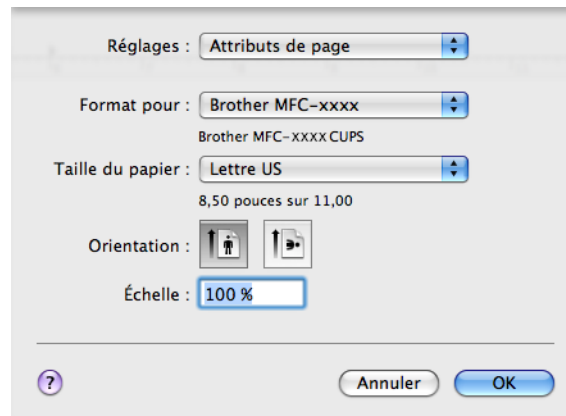 Réglages : Attributs de page
Format pour : Brother MFC-xxxx
Brother MFC-XXXX CUPS
Taille du papier : Lettre US
8,50 pouces sur 11,00
Orientation :
Échelle : 100 %
? Annuler OK